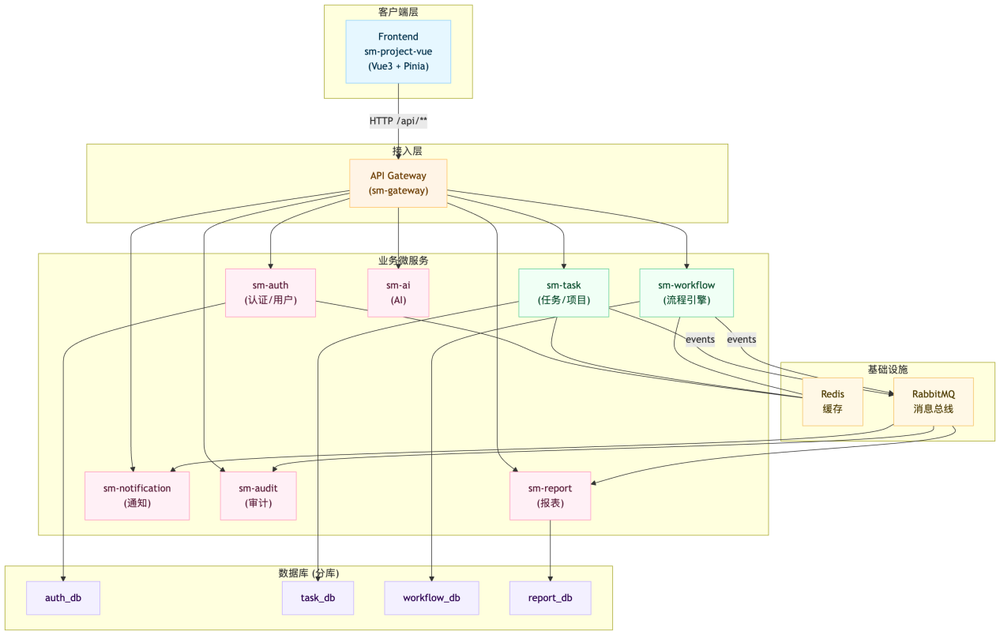 客户端层
Frontend
sm-project-vue
(Vue3 + Pinia)
HTTP /api/**
接入层
API Gateway
(sm-gateway)
业务微服务
sm-auth
(认证/用户)
sm-ai
(AI)
sm-task
(任务/项目)
sm-workflow
(流程引擎)
events
events
基础设施
Redis
缓存
RabbitMQ
消息总线
sm-notification
(通知)
sm-audit
(审计)
sm-report
(报表)
数据库 (分库)
auth_db
task_db
workflow_db
report_db